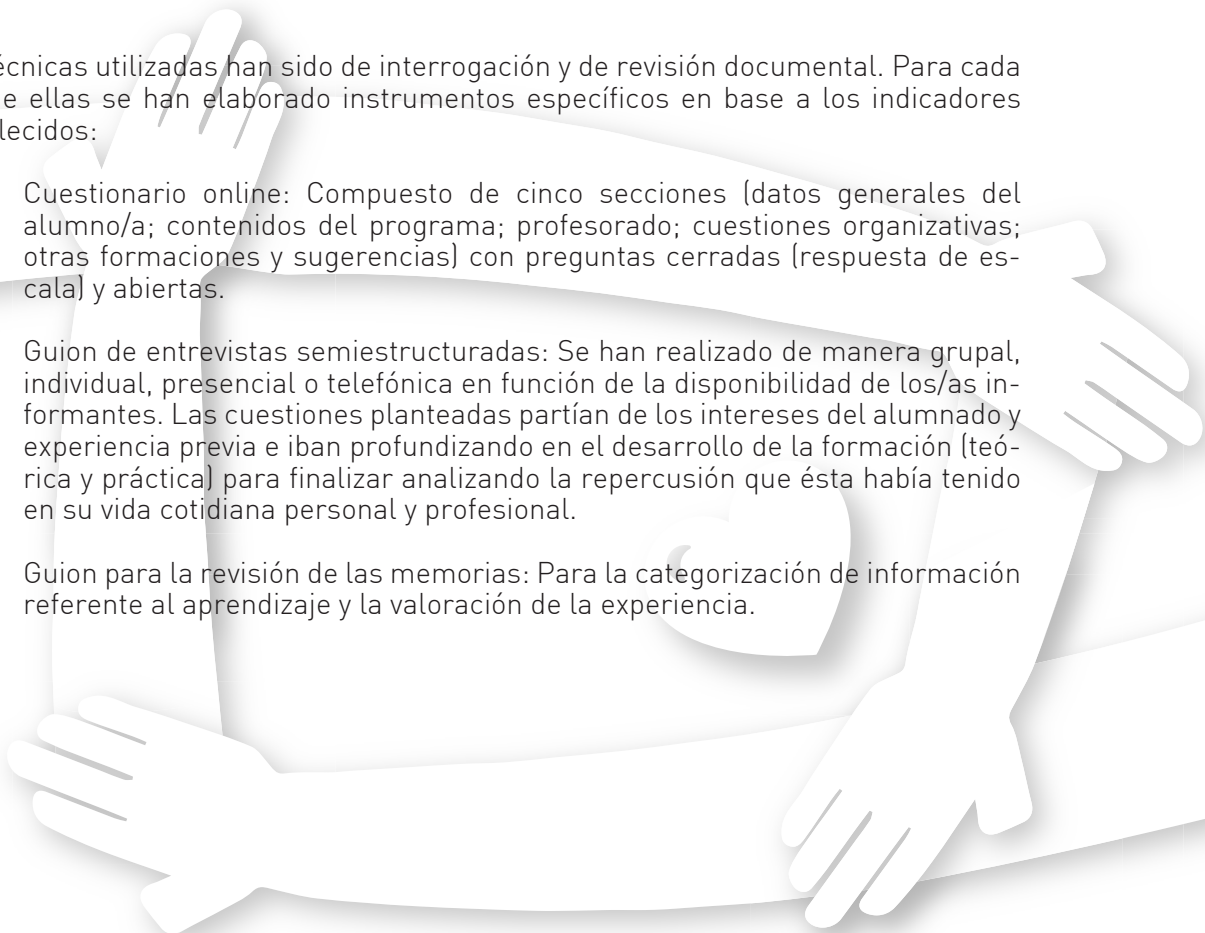 écnicas utilizadas han sido de interrogación y de revisión documental. Para cada
e ellas se han elaborado instrumentos específicos en base a los indicadores
lecidos:
Cuestionario online: Compuesto de cinco secciones (datos generales del
alumno/a; contenidos del programa; profesorado; cuestiones organizativas;
otras formaciones y sugerencias) con preguntas cerradas (respuesta de es-
cala) y abiertas.
Guion de entrevistas semiestructuradas: Se han realizado de manera grupal,
individual, presencial o telefónica en función de la disponibilidad de los/as in-
formantes. Las cuestiones planteadas partían de los intereses del alumnado y
experiencia previa e iban profundizando en el desarrollo de la formación (teó-
rica y práctica) para finalizar analizando la repercusión que ésta había tenido
en su vida cotidiana personal y profesional.
Guion para la revisión de las memorias: Para la categorización de información
referente al aprendizaje y la valoración de la experiencia.